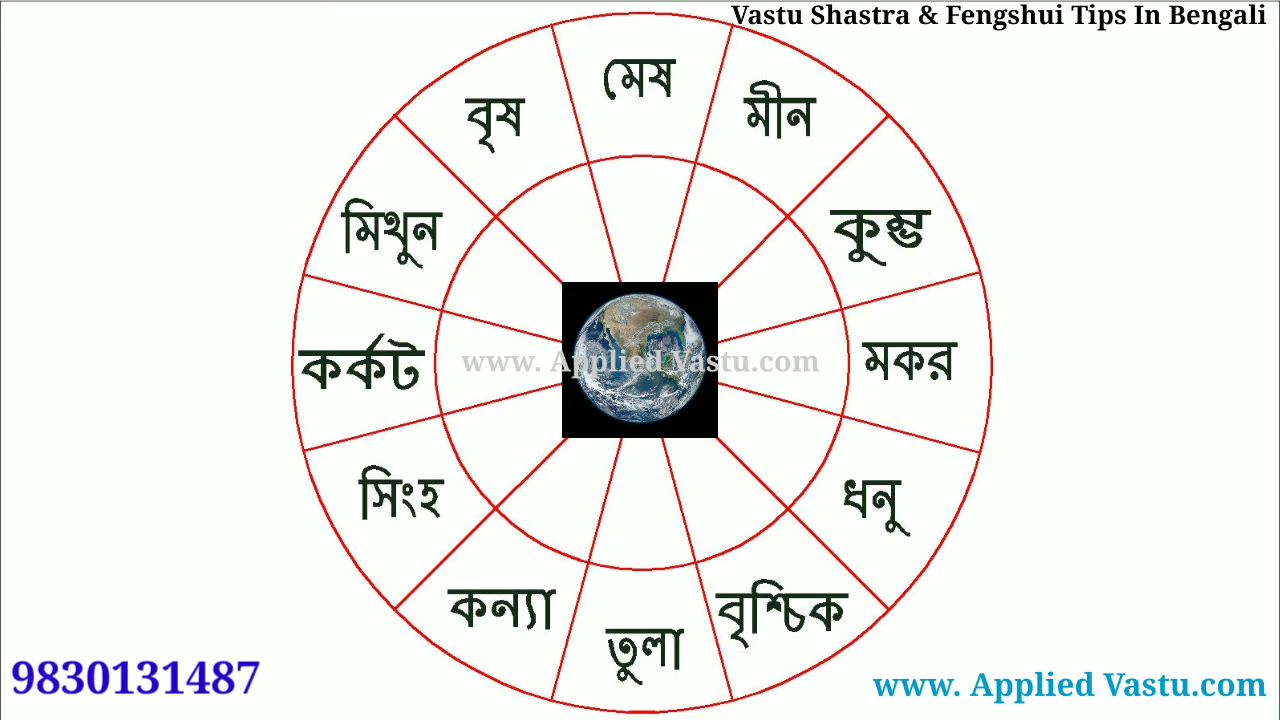 Vastu Shastra & Fengshui Tips In Bengali
মেষ
বৃষ
মীন
মিথুন
কুম্ভ
কর্কট
www. Applied Vastu.com
মকর
সিংহ
ধনু
কন্যা
বৃশ্চিক
তুলা
9830131487
www. Applied Vastu.com